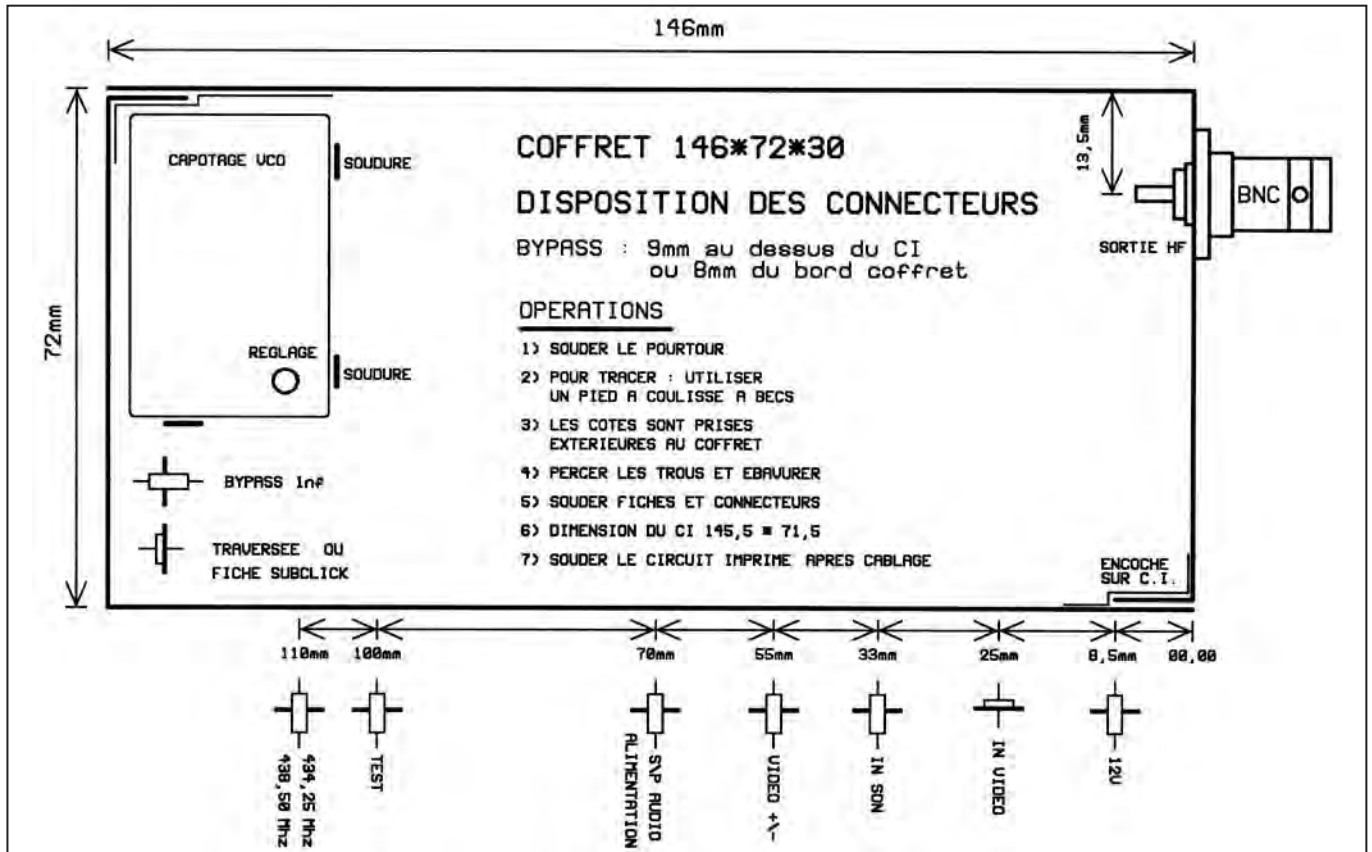 146mm
72mm
13,5mm
CAPOTAGE VCO
SOUDURE
REGLAGE
SOUDURE
BYPASS 1nF
TRAVERSEE OU
FICHE SUBCLICK
COFFRET 146*72*30
DISPOSITION DES CONNECTEURS
BYPASS : 9mm au dessus du CI
ou 8mm du bord coffret
OPERATIONS
1) SOUDER LE POURTOUR
2) POUR TRACER : UTILISER
UN PIED A COULISSE A BECS
3) LES COTES SONT PRISES
EXTERIEURES AU COFFRET
4) PERCER LES TROUS ET EBAVURER
5) SOUDER FICHES ET CONNECTEURS
6) DIMENSION DU CI 145,5 * 71,5
7) SOUDER LE CIRCUIT IMPRIME APRES CABLAGE
BNC
SORTIE HF
ENCOCHE
SUR C.I.
110mm 100mm 70mm 55mm 33mm 25mm 8,5mm 00,00
434,25 Mhz
438,50 Mhz
TEST
S\P AUDIO
ALIMENTATION
VIDEO +\-
IN SON
IN VIDEO
12V